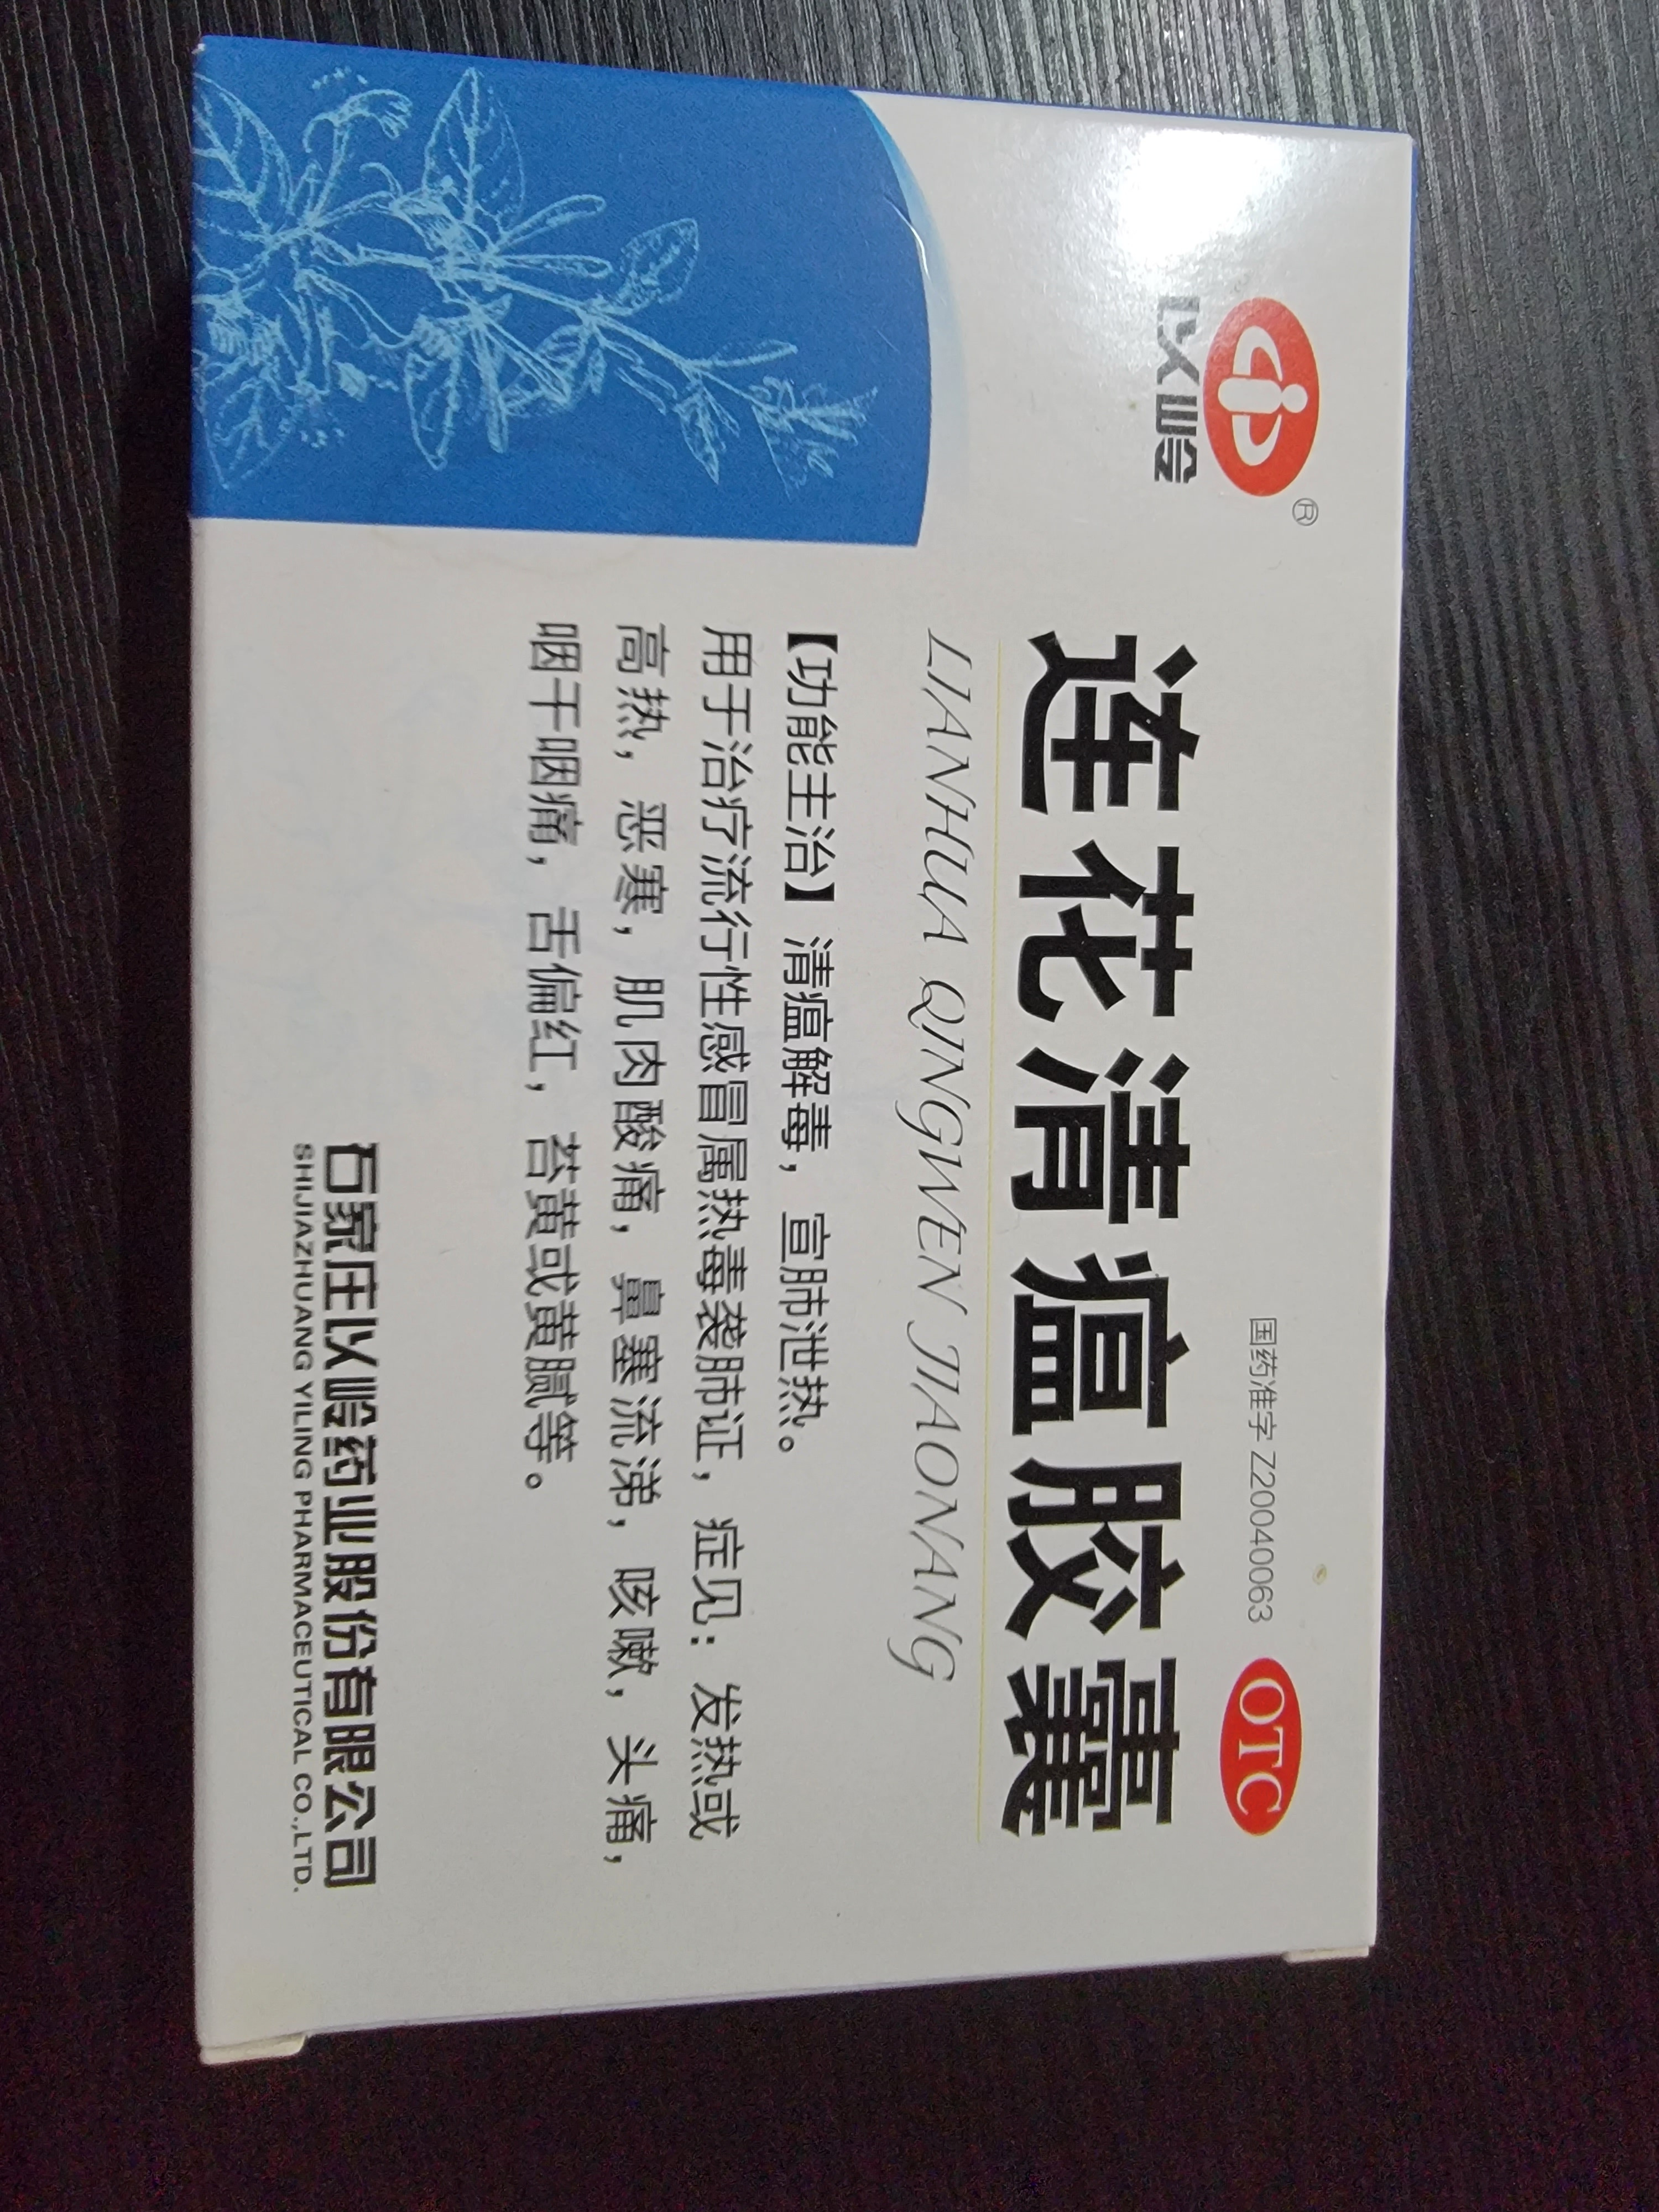 以岭
®
国药准字 Z20040063
OTC
连花清瘟胶囊
LIANHUA QINGWEN JIAONANG
【功能主治】清瘟解毒，宣肺泄热。
用于治疗流行性感冒属热毒袭肺证，症见：发热或
高热，恶寒，肌肉酸痛，鼻塞流涕，咳嗽，头痛，
咽干咽痛，舌偏红，苔黄或黄腻等。
石家庄以岭药业股份有限公司
SHIJIAZHUANG YILING PHARMACEUTICAL CO.,LTD.